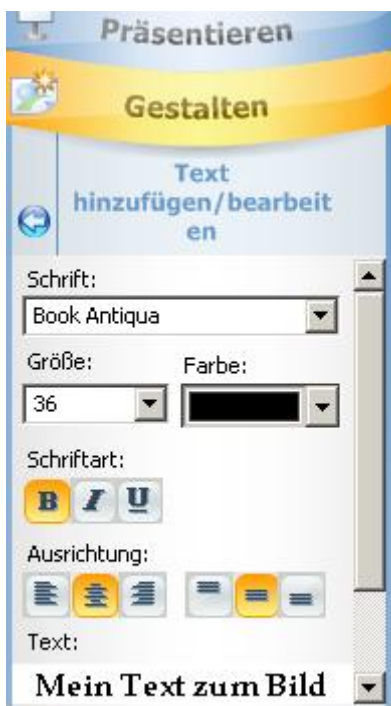 Präsentieren
Gestalten
Text
hinzufügen/bearbeit
en
Schrift:
Book Antiqua
Größe: Farbe:
36
Schriftart:
B I U
Ausrichtung:
Text:
Mein Text zum Bild